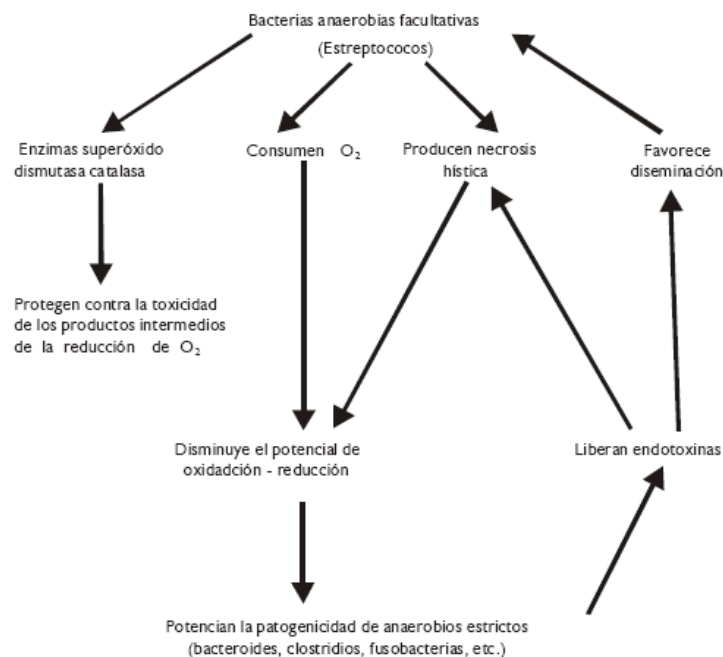 Bacterias anaerobias facultativas
(Estreptococos)
Enzimas superóxido
dismutasa catalasa
Consumen O₂
Producen necrosis
hística
Favorece
diseminación
Protegen contra la toxicidad
de los productos intermedios
de la reducción de O₂
Disminuye el potencial de
oxidadción - reducción
Liberan endotoxinas
Potencian la patogenicidad de anaerobios estrictos
(bacteroides, clostridios, fusobacterias, etc.)